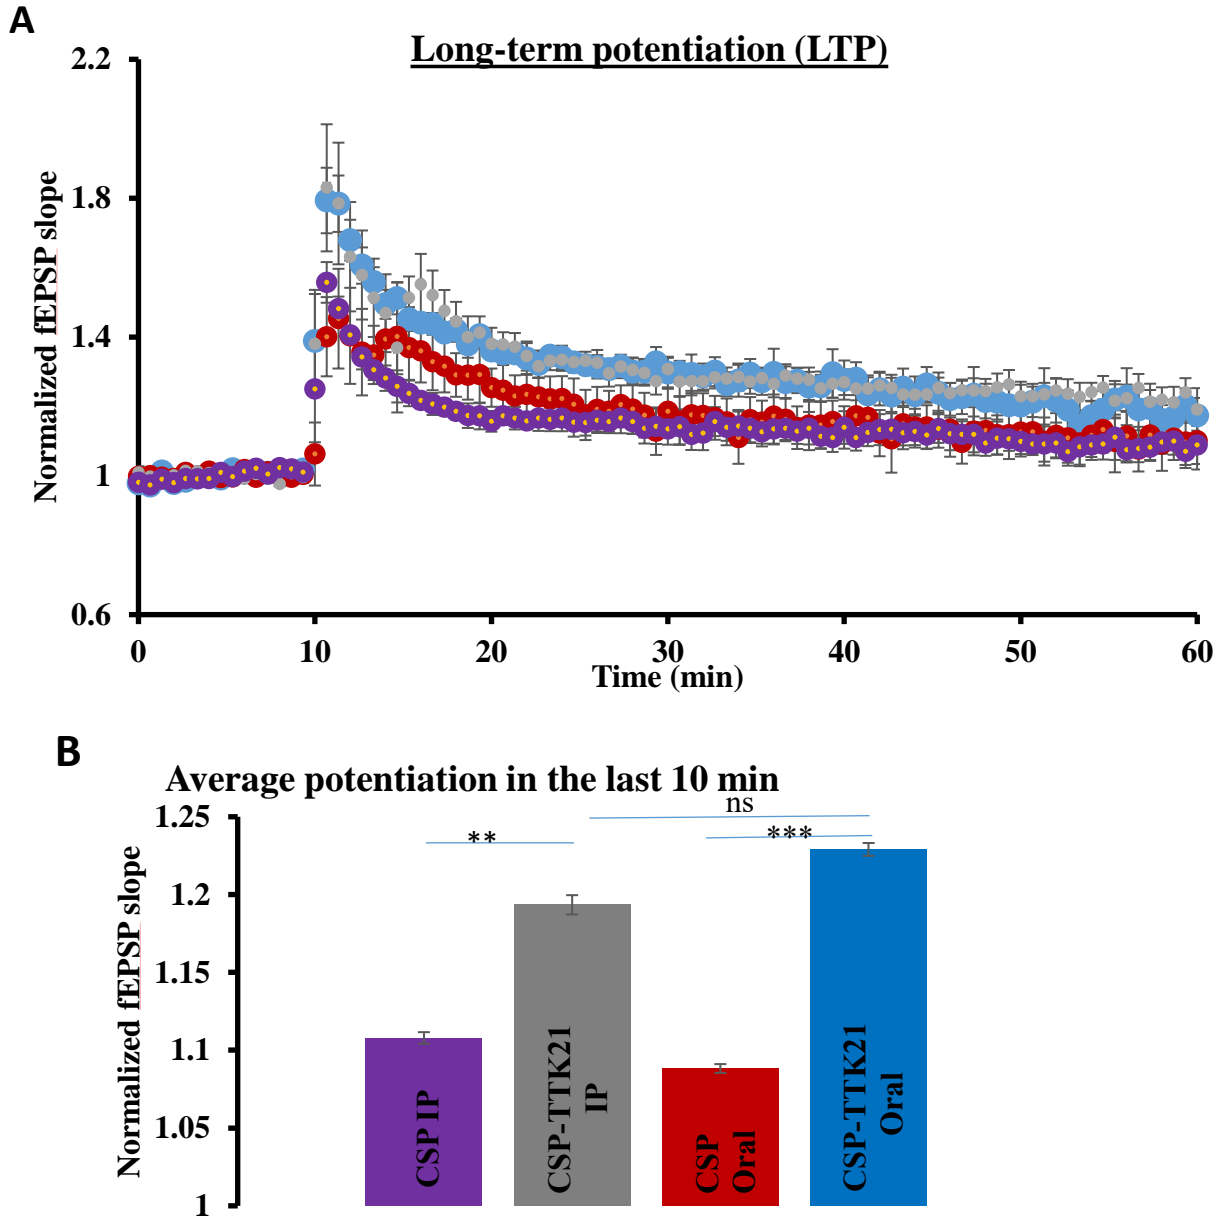 A
Long-term potentiation (LTP)
Normalized fEPSP slope
2.2
1.8
1.4
1
0.6
0
10
20
30
40
50
60
Time (min)
B
Average potentiation in the last 10 min
Normalized fEPSP slope
1.25
1.2
1.15
1.1
1.05
1
**
ns
***
CSP IP
CSP-TTK21
IP
CSP
Oral
CSP-TTK21
Oral